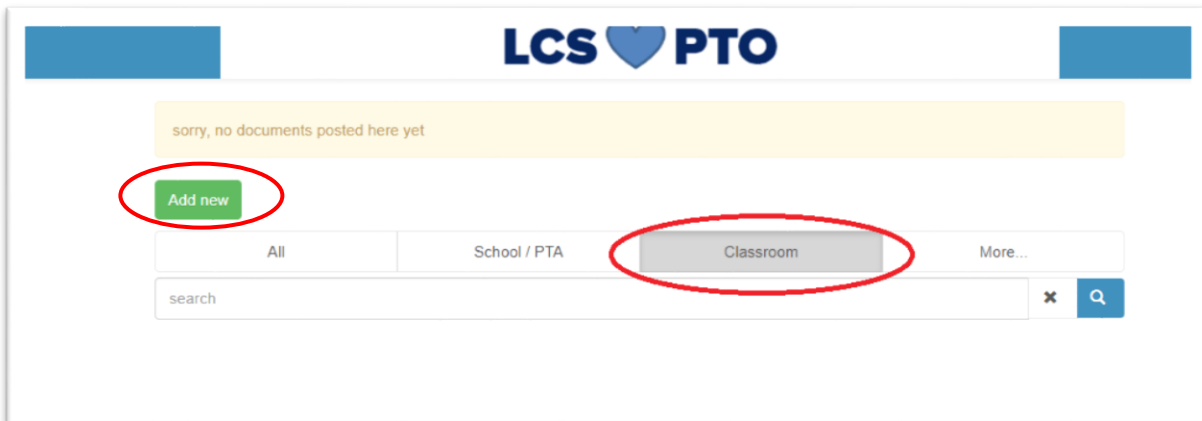 LCS PTO
sorry, no documents posted here yet
Add new
All School / PTA Classroom More...
search